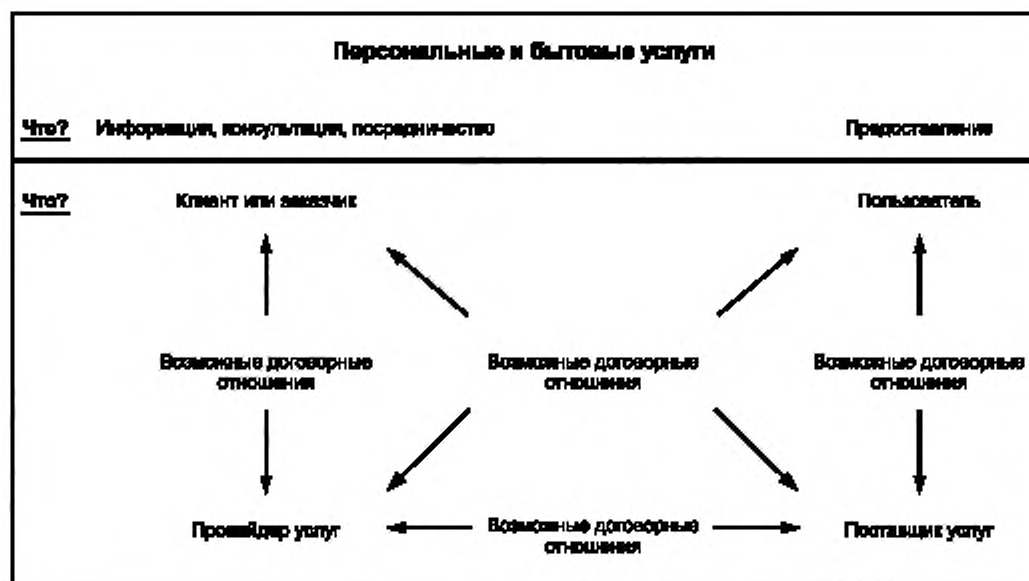 Персональные и бытовые услуги
Что? Информация, консультация, посредничество Предоставление
Что? Клиент или заказчик Пользователь
Возможные договорные Возможные договорные Возможные договорные
отношения отношения отношения
Провайдер услуг Возможные договорные Поставщик услуг
отношения